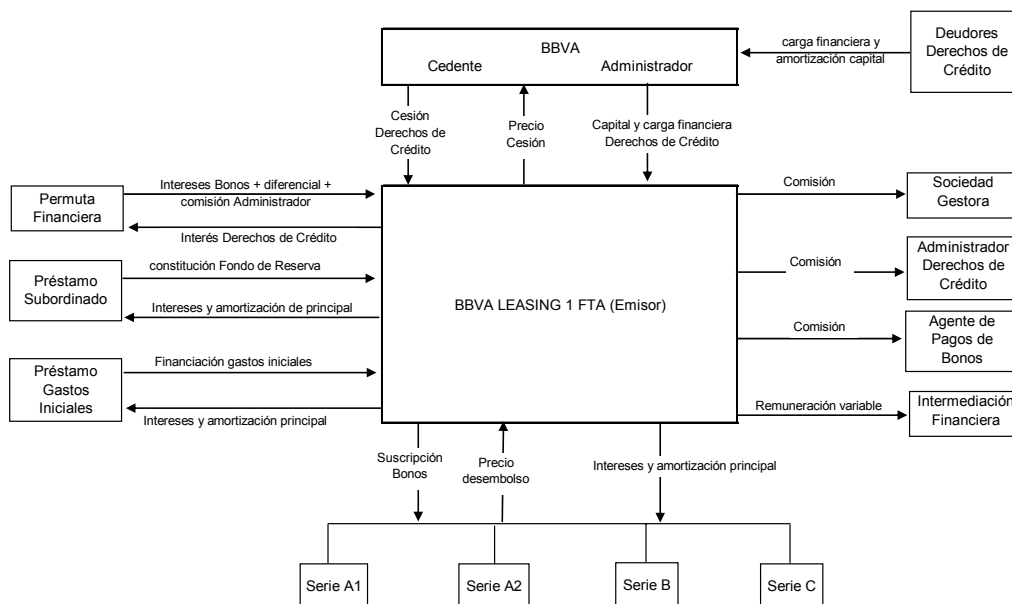 BBVA
Cedente
Administrador
carga financiera y
amortización capital
Deudores
Derechos de
Crédito
Cesión
Derechos de
Crédito
Precio
Cesión
Capital y carga financiera
Derechos de Crédito
Permuta
Financiera
Intereses Bonos + diferencial +
comisión Administrador
Interés Derechos de Crédito
Préstamo
Subordinado
constitución Fondo de Reserva
Intereses y amortización de principal
Préstamo
Gastos
Iniciales
Financiación gastos iniciales
Intereses y amortización principal
BBVA LEASING 1 FTA (Emisor)
Comisión
Sociedad
Gestora
Comisión
Administrador
Derechos de
Crédito
Comisión
Agente de
Pagos de
Bonos
Remuneración variable
Intermediación
Financiera
Suscripción
Bonos
Precio
desembolso
Intereses y amortización principal
Serie A1
Serie A2
Serie B
Serie C